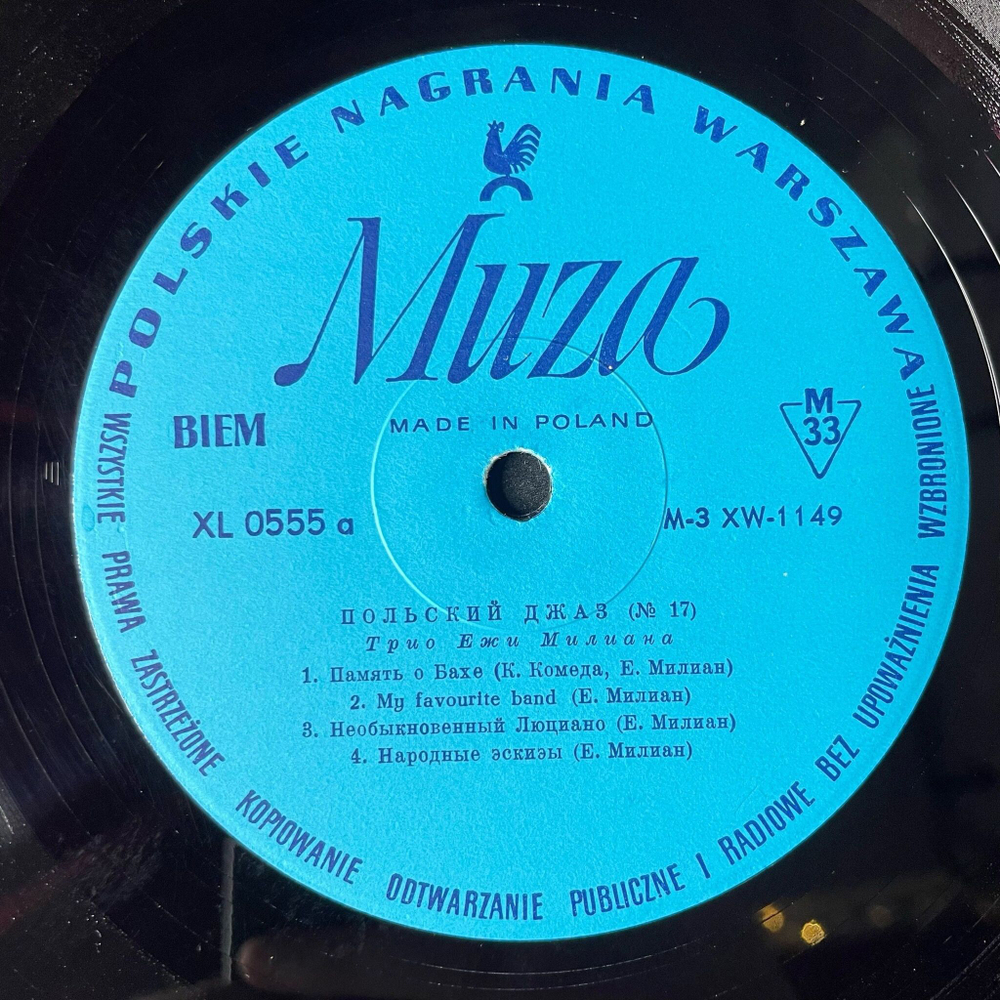 POLSKIE NAGRANIA WARSZAWA
Muza
MADE IN POLAND
BIEM
M
33
XL 0555 a
M-3 XW-1149
ПОЛЬСКИЙ ДЖАЗ (№ 17)
Трио Ежи Милиана
1. Память о Бахе (К. Комеда, Е. Милиан)
2. My favourite band (Е. Милиан)
3. Необыкновенный Люциано (Е. Милиан)
4. Народные эскиэы (Е. Милиан)
WSZYSTKIE PRAWA ZASTRZEŻONE KOPIOWANIE ODTWARZANIE PUBLICZNE I RADIOWE BEZ UPOWAŻNIENIA WZBRONIONE